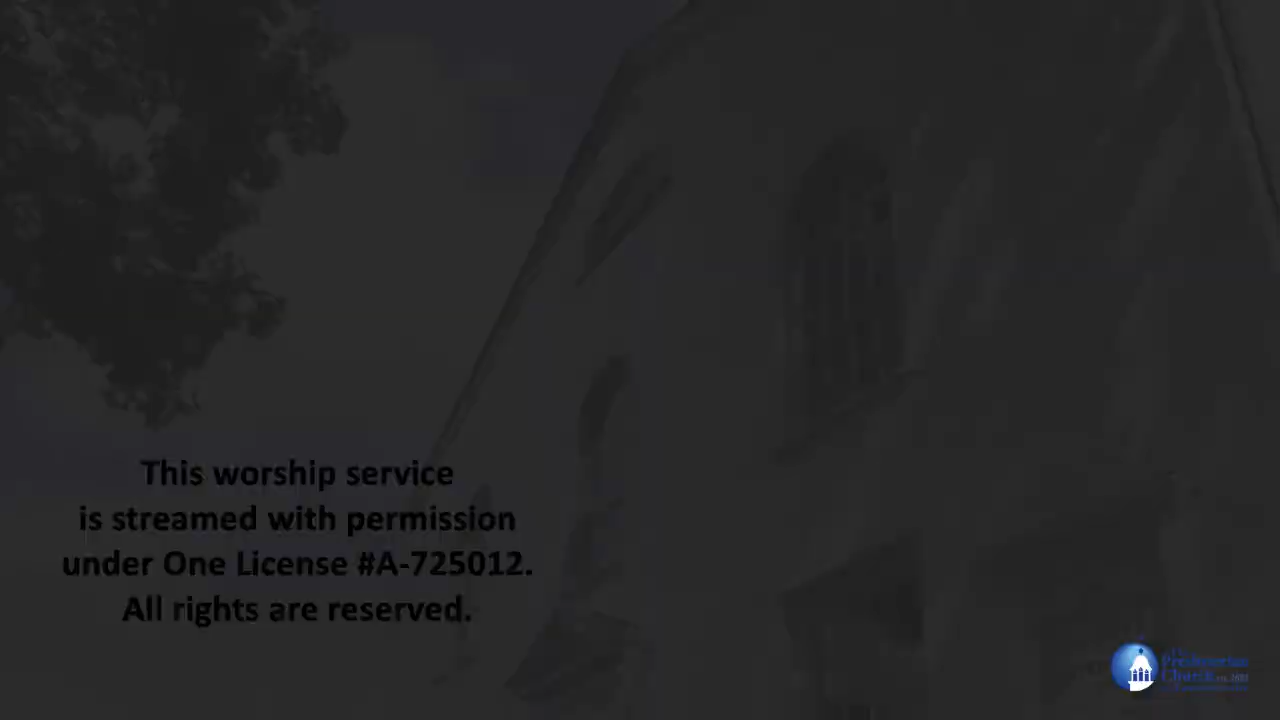 This worship service
is streamed with permission
under One License #A-725012.
All rights are reserved.
Presbyterian
Church